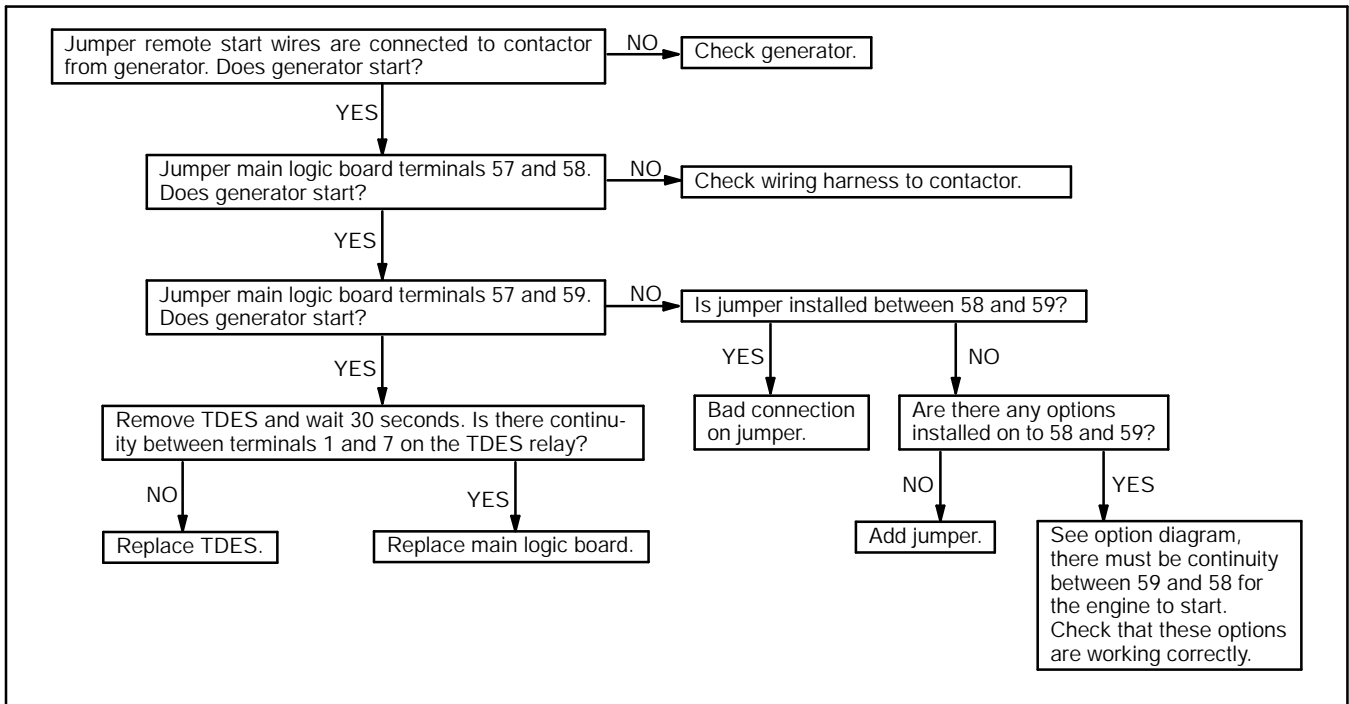 Jumper remote start wires are connected to contactor
from generator. Does generator start?
NO
Check generator.
YES
Jumper main logic board terminals 57 and 58.
Does generator start?
NO
Check wiring harness to contactor.
YES
Jumper main logic board terminals 57 and 59.
Does generator start?
NO
Is jumper installed between 58 and 59?
YES
YES
NO
Remove TDES and wait 30 seconds. Is there continu-
ity between terminals 1 and 7 on the TDES relay?
Bad connection
on jumper.
Are there any options
installed on to 58 and 59?
NO
YES
NO
YES
Replace TDES.
Replace main logic board.
Add jumper.
See option diagram,
there must be continuity
between 59 and 58 for
the engine to start.
Check that these options
are working correctly.